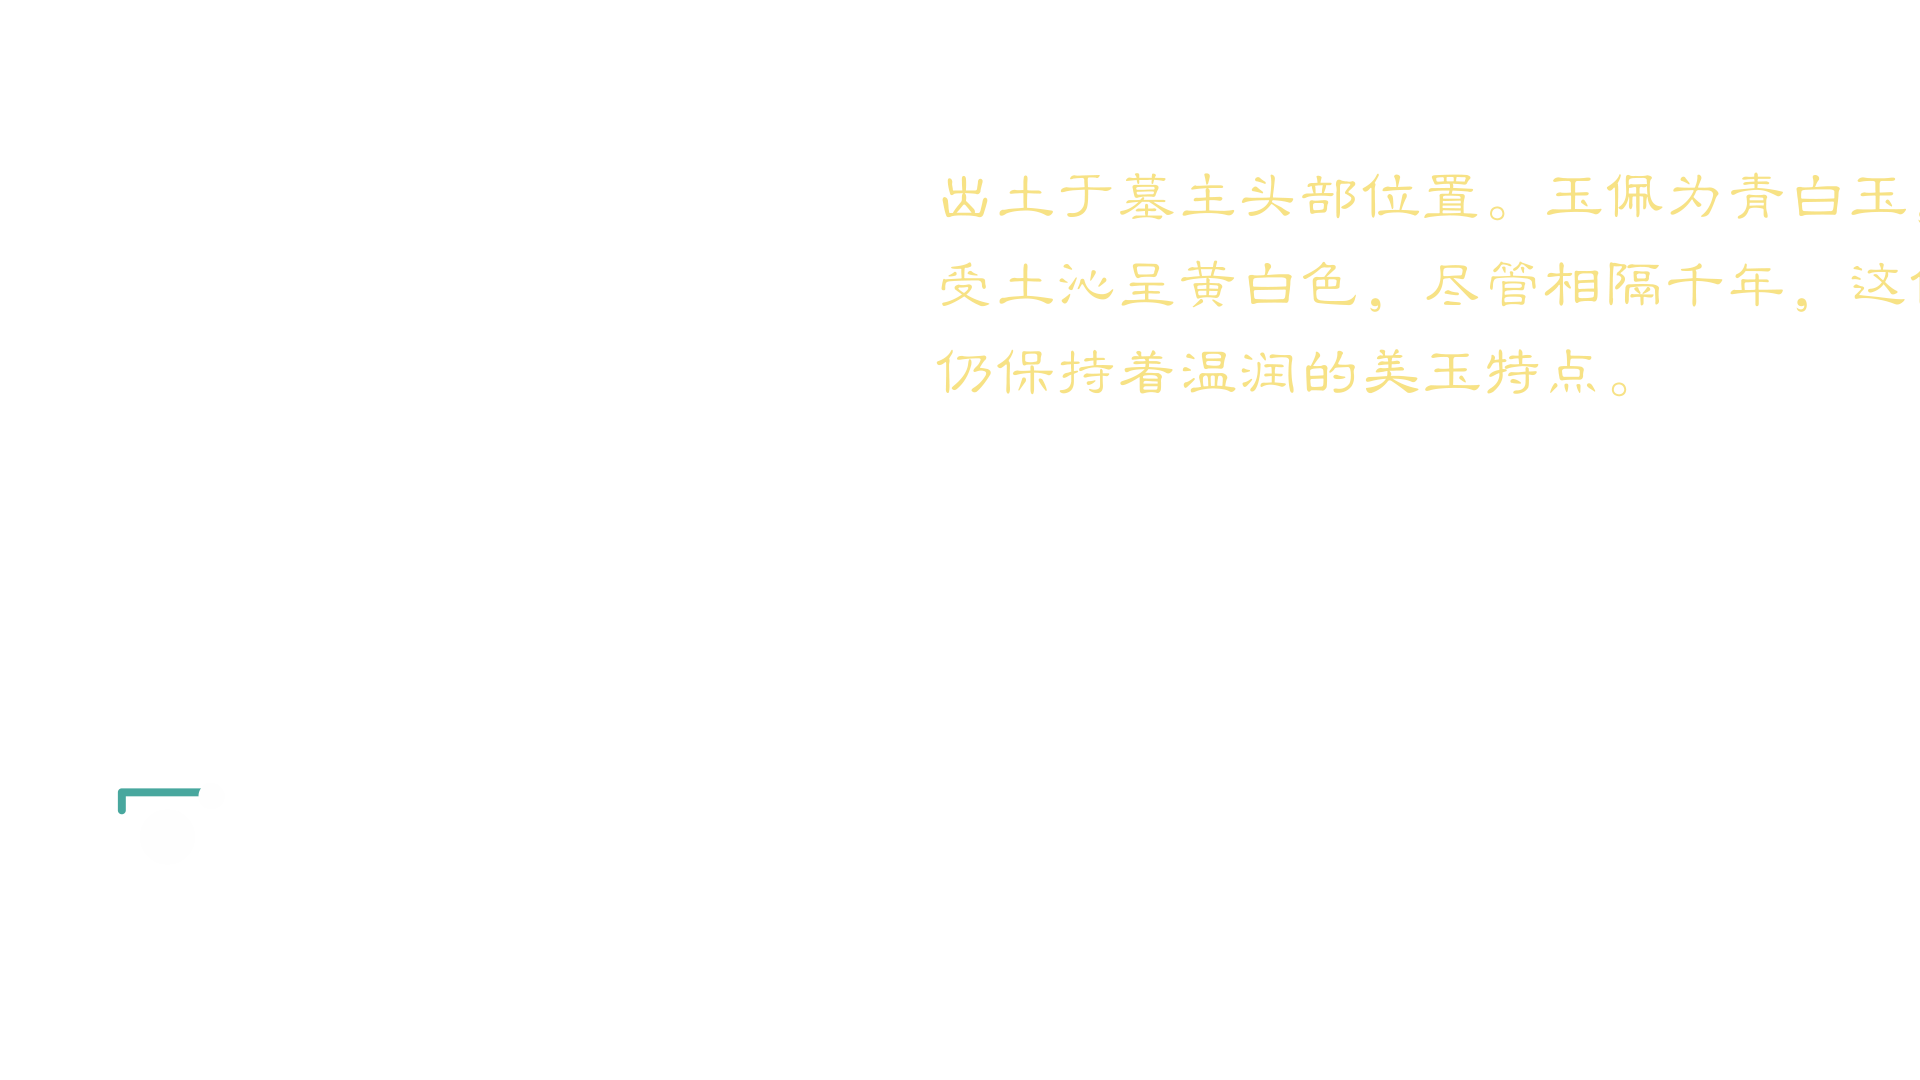 出土于墓主头部位置。玉佩为青白玉，
受土沁呈黄白色，尽管相隔千年，这
仍保持着温润的美玉特点。